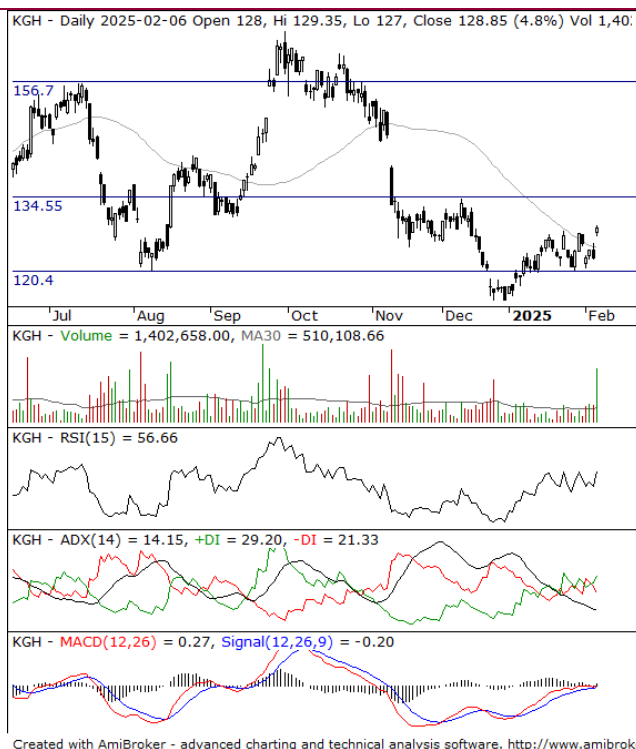 KGH - Daily 2025-02-06 Open 128, Hi 129.35, Lo 127, Close 128.85 (4.8%) Vol 1,402
156.7
134.55
120.4
Jul Aug Sep Oct Nov Dec 2025 Feb
KGH - Volume = 1,402,658.00, MA30 = 510,108.66
KGH - RSI(15) = 56.66
KGH - ADX(14) = 14.15, +DI = 29.20, -DI = 21.33
KGH - MACD(12,26) = 0.27, Signal(12,26,9) = -0.20
Created with AmiBroker - advanced charting and technical analysis software. http://www.amibrok